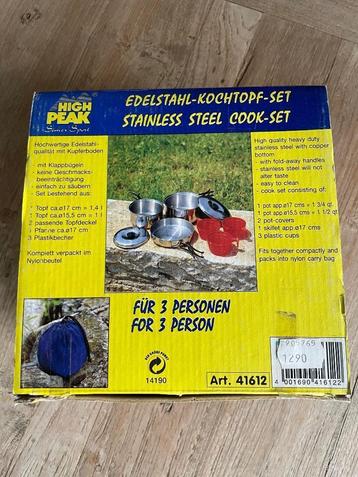 HIGH
PEAK
Simex Sport
EDELSTAHL-KOCHTOPF-SET
STAINLESS STEEL COOK-SET
Hochwertige Edelstahl-
qualität mit Kupferboden
- mit Klappbügeln
- keine Geschmacks-
beeinträchtigung
- einfach zu säubern
Set bestehend aus:
1 Topf ca.ø17 cm = 1,4 l
1 Topf ca.ø15,5 cm = 1 l
2 passende Topfdeckel
1 Pfanne ca.ø17 cm
3 Plastikbecher
Komplett verpackt im
Nylonbeutel
High quality heavy duty
stainless steel with copper
bottom
- with fold-away handles
- stainless steel will not
alter taste
- easy to clean
- cook set consisting of:
1 pot app.ø17 cms = 1 3/4 qt.
1 pot app.ø15,5 cms = 1 1/2 qt.
2 pot-covers
1 skillet app.ø17 cms
3 plastic cups
Fits together compactly and
packs into nylon carry bag
FÜR 3 PERSONEN
FOR 3 PERSON
DER GRÜNE PUNKT
14190
Art. 41612
1290
4 001690 416122